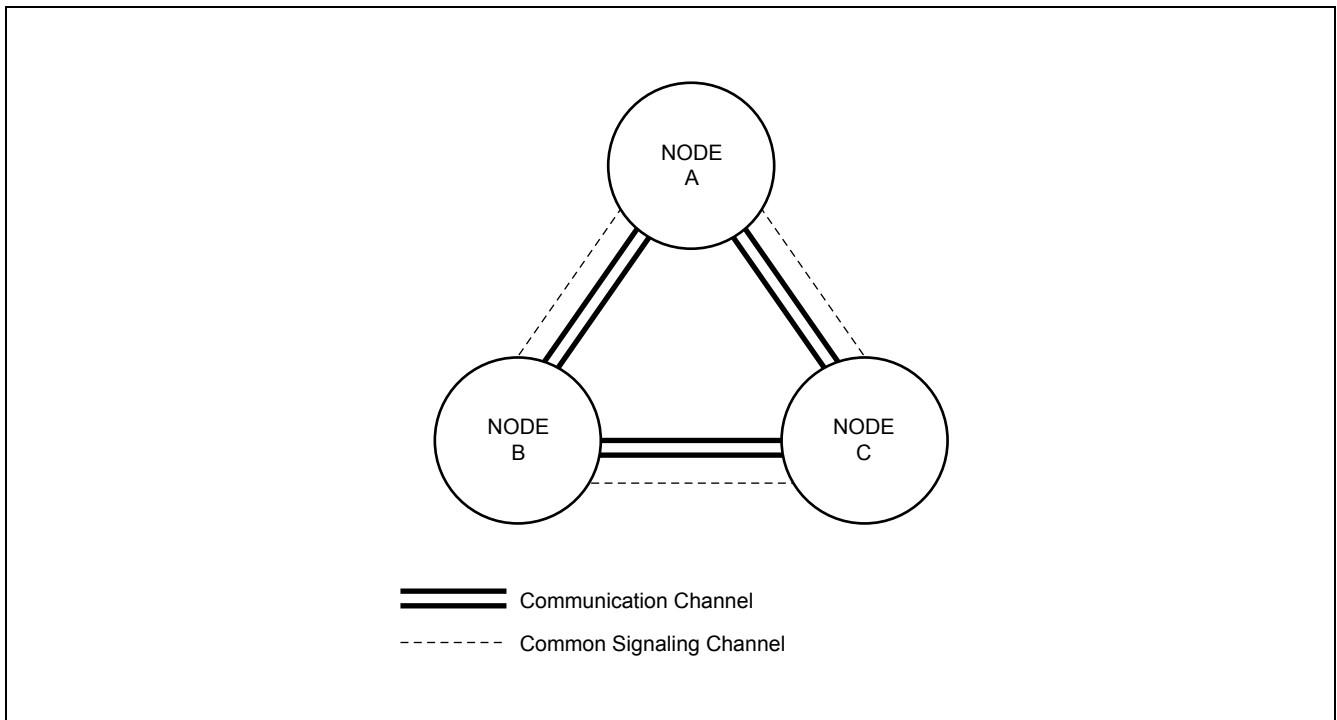 NODE
A
NODE
B
NODE
C
Communication Channel
Common Signaling Channel